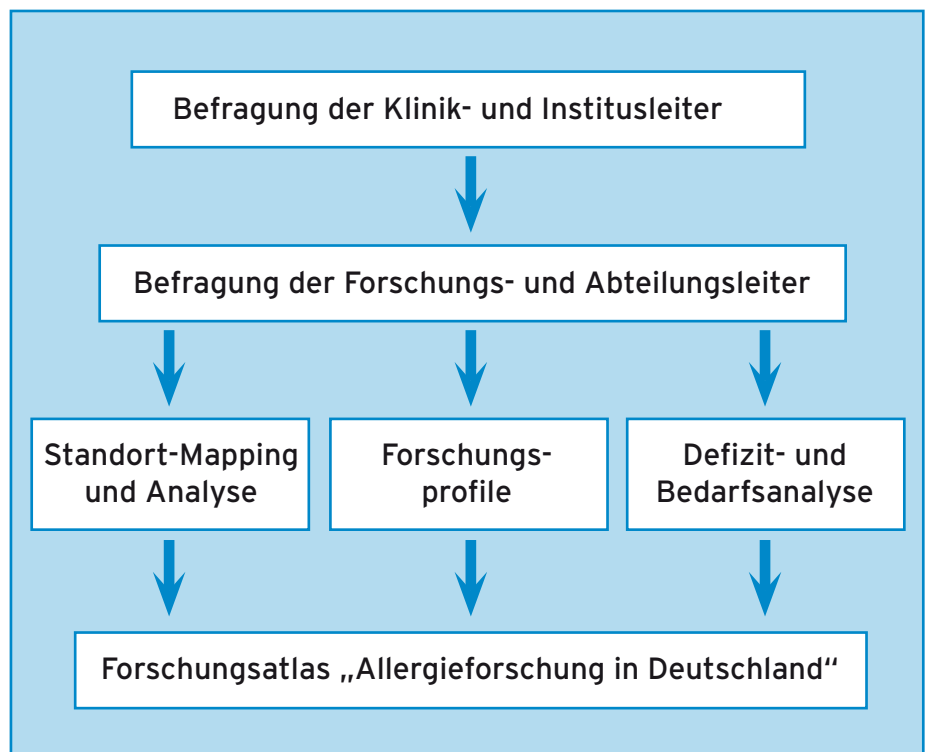 Befragung der Klinik- und Institusleiter
Befragung der Forschungs- und Abteilungsleiter
Standort-Mapping
und Analyse
Forschungs-
profile
Defizit- und
Bedarfsanalyse
Forschungsatlas „Allergieforschung in Deutschland“